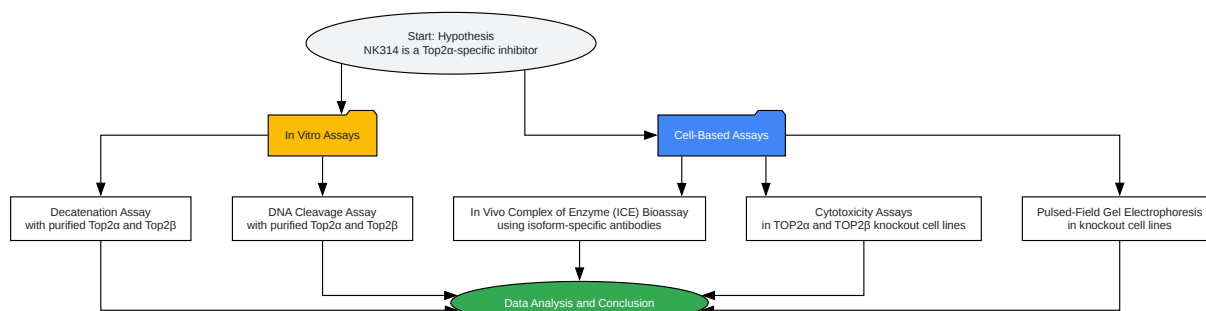 Start: Hypothesis
NK314 is a Top2α-specific inhibitor
In Vitro Assays
Cell-Based Assays
Decatenation Assay
with purified Top2α and Top2β
DNA Cleavage Assay
with purified Top2α and Top2β
In Vivo Complex of Enzyme (ICE) Bioassay
using isoform-specific antibodies
Cytotoxicity Assays
in TOP2α and TOP2β knockout cell lines
Pulsed-Field Gel Electrophoresis
in knockout cell lines
Data Analysis and Conclusion